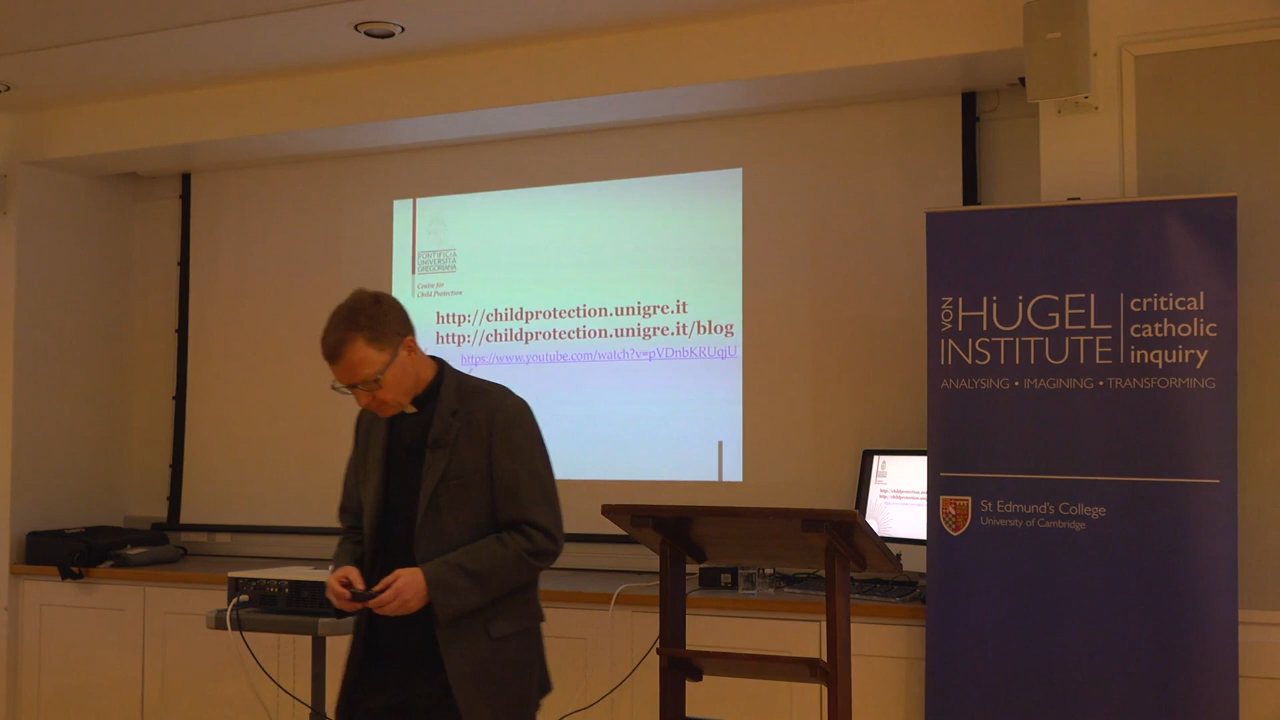 PONTIFICIA
UNIVERSITÀ
GREGORIANA
Centre for
Child Protection
http://childprotection.unigre.it
http://childprotection.unigre.it/blog
https://www.youtube.com/watch?v=pVDnbKRUqjU
VON HÜGEL
INSTITUTE
critical
catholic
inquiry
ANALYSING • IMAGINING • TRANSFORMING
St Edmund's College
University of Cambridge